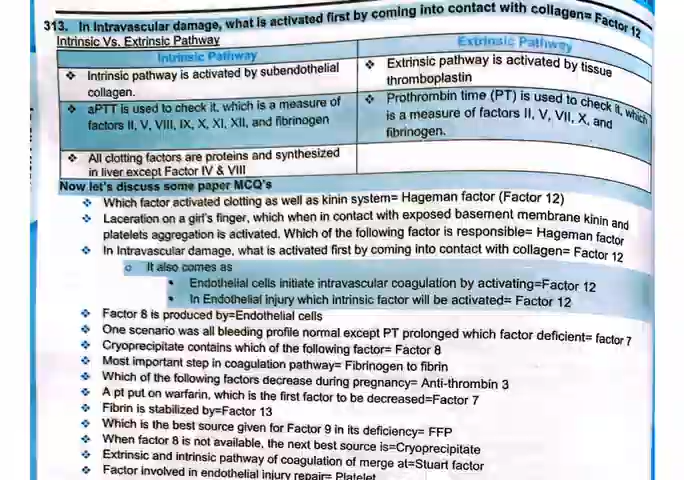 313. In Intravascular damage, what is activated first by coming into contact with collagen= Factor 12
Intrinsic Vs. Extrinsic Pathway
Intrinsic Pathway
Extrinsic Pathway
❖ Intrinsic pathway is activated by subendothelial
collagen.
❖ Extrinsic pathway is activated by tissue
thromboplastin
❖ aPTT is used to check it, which is a measure of
factors II, V, VIII, IX, X, XI, XII, and fibrinogen
❖ Prothrombin time (PT) is used to check it, which
is a measure of factors II, V, VII, X, and
fibrinogen.
❖ All clotting factors are proteins and synthesized
in liver except Factor IV & VIII
Now let's discuss some paper MCQ's
❖ Which factor activated clotting as well as kinin system= Hageman factor (Factor 12)
❖ Laceration on a girl's finger, which when in contact with exposed basement membrane kinin and
platelets aggregation is activated. Which of the following factor is responsible= Hageman factor
❖ In Intravascular damage, what is activated first by coming into contact with collagen= Factor 12
o It also comes as
▪ Endothelial cells initiate intravascular coagulation by activating=Factor 12
▪ In Endothelial injury which intrinsic factor will be activated= Factor 12
❖ Factor 8 is produced by=Endothelial cells
❖ One scenario was all bleeding profile normal except PT prolonged which factor deficient= factor 7
❖ Cryoprecipitate contains which of the following factor= Factor 8
❖ Most important step in coagulation pathway= Fibrinogen to fibrin
❖ Which of the following factors decrease during pregnancy= Anti-thrombin 3
❖ A pt put on warfarin, which is the first factor to be decreased=Factor 7
❖ Fibrin is stabilized by=Factor 13
❖ Which is the best source given for Factor 9 in its deficiency= FFP
❖ When factor 8 is not available, the next best source is=Cryoprecipitate
❖ Extrinsic and intrinsic pathway of coagulation of merge at=Stuart factor
❖ Factor involved in endothelial injury repair= Platelet